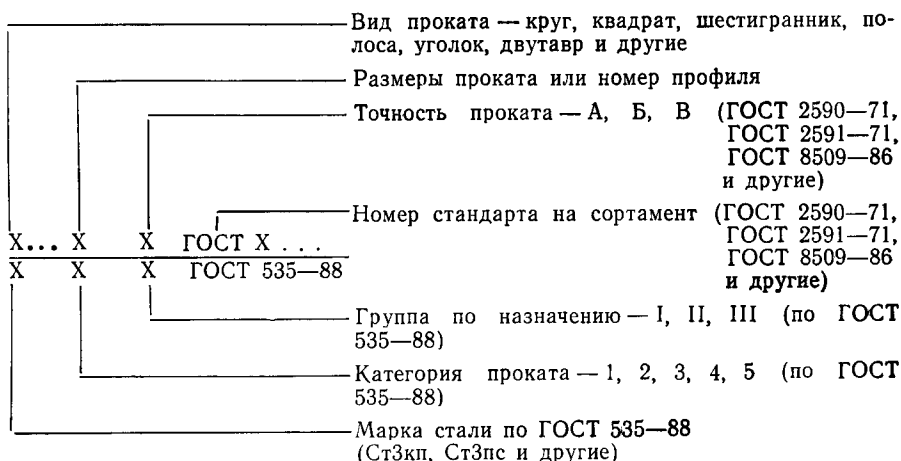 Вид проката — круг, квадрат, шестигранник, по-
лоса, уголок, двутавр и другие
Размеры проката или номер профиля
Точность проката — А, Б, В (ГОСТ 2590—71,
ГОСТ 2591—71,
ГОСТ 8509—86
и другие)
Номер стандарта на сортамент (ГОСТ 2590—71,
ГОСТ 2591—71,
ГОСТ 8509—86
и другие)
Х... Х Х ГОСТ Х . . .
Х Х Х ГОСТ 535—88
Группа по назначению — I, II, III (по ГОСТ
535—88)
Категория проката — 1, 2, 3, 4, 5 (по ГОСТ
535—88)
Марка стали по ГОСТ 535—88
(Ст3кп, Ст3пс и другие)